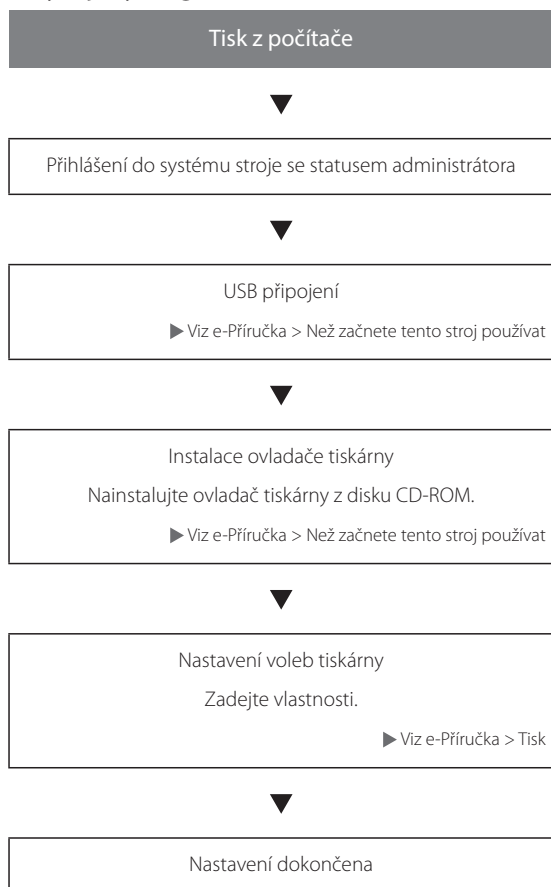 Tisk z počítače
▼
Přihlášení do systému stroje se statusem administrátora
▼
USB připojení
▶ Viz e-Příručka > Než začnete tento stroj používat
▼
Instalace ovladače tiskárny
Nainstalujte ovladač tiskárny z disku CD-ROM.
▶ Viz e-Příručka > Než začnete tento stroj používat
▼
Nastavení voleb tiskárny
Zadejte vlastnosti.
▶ Viz e-Příručka > Tisk
▼
Nastavení dokončena